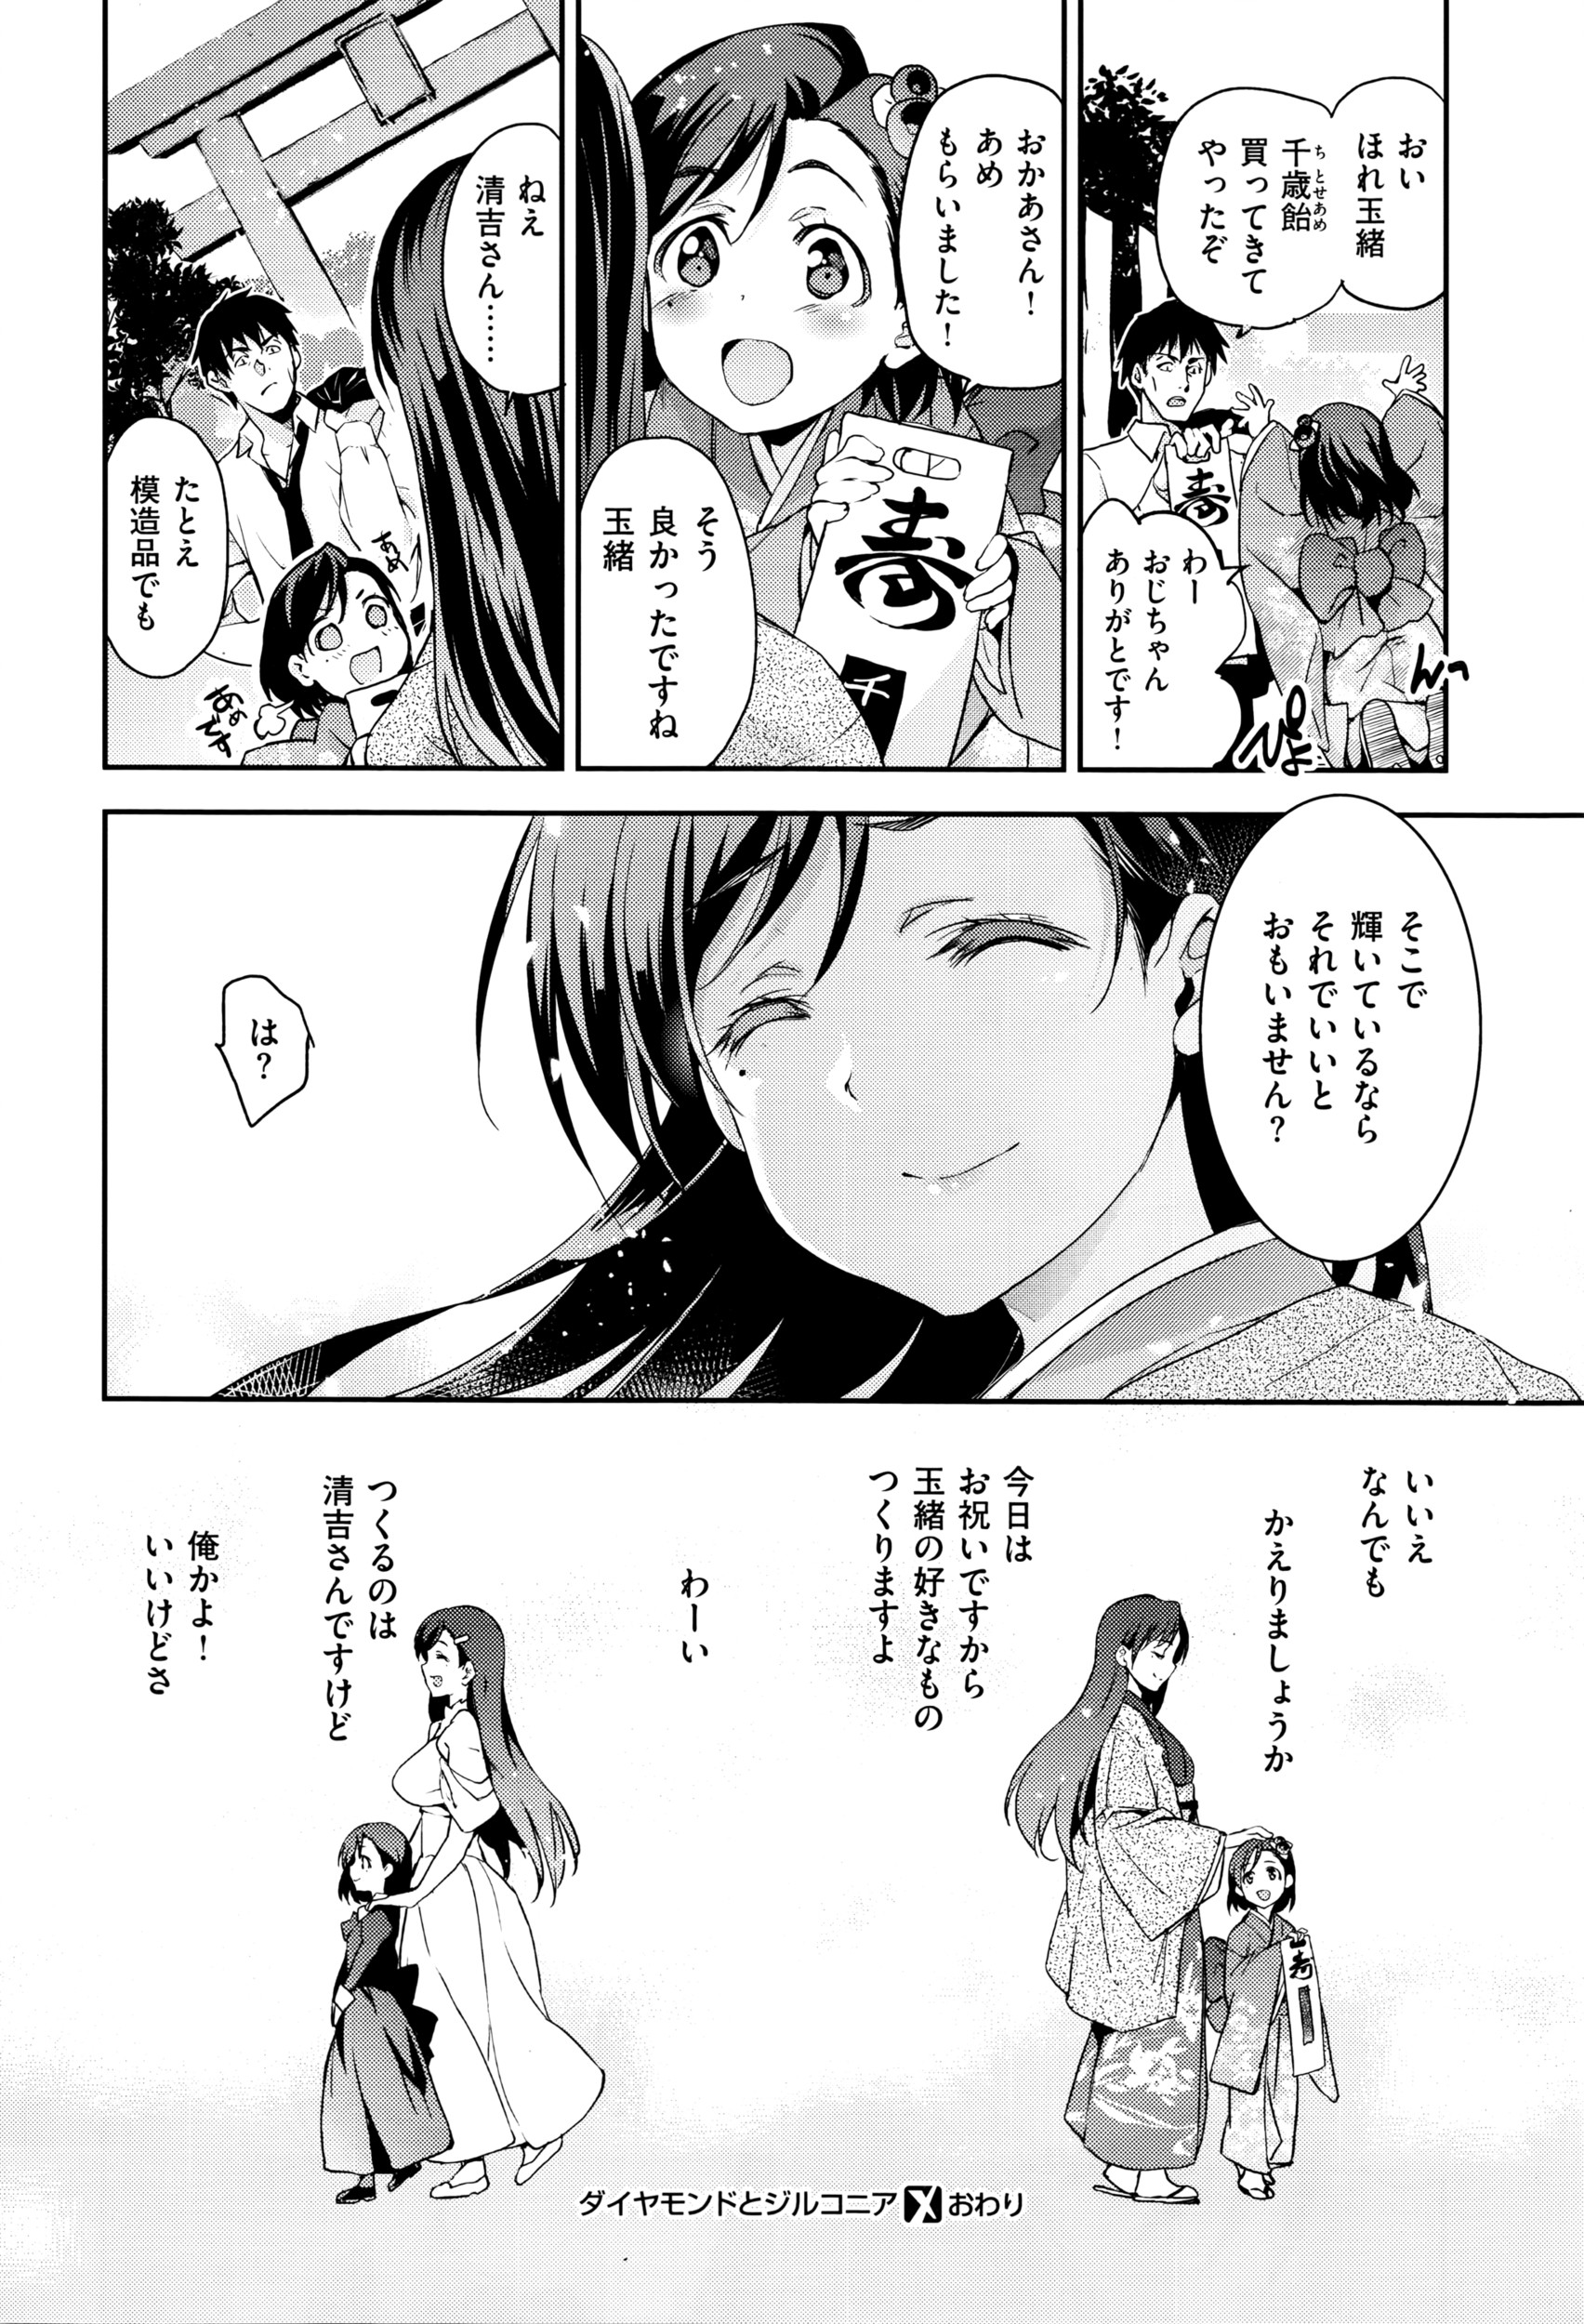 おい
ほれ玉緒
千歳飴
ちとせあめ
買ってきて
やったぞ
寿
わー
おじちゃん
ありがとです!
んっ
ぴょ
おかあさん!
あめ
もらいました!
寿
千
そう
良かったですね
玉緒
ねえ
清吉さん……
あめ
あめ
です
たとえ
模造品でも
そこで
輝いているなら
それでいいと
おもいません?
は?
いいえ
なんでも
かえりましょうか
今日は
お祝いですから
玉緒の好きなもの
つくりますよ
わーい
寿
つくるのは
清吉さんですけど
俺かよ!
いいけどさ
ダイヤモンドとジルコニア X おわり